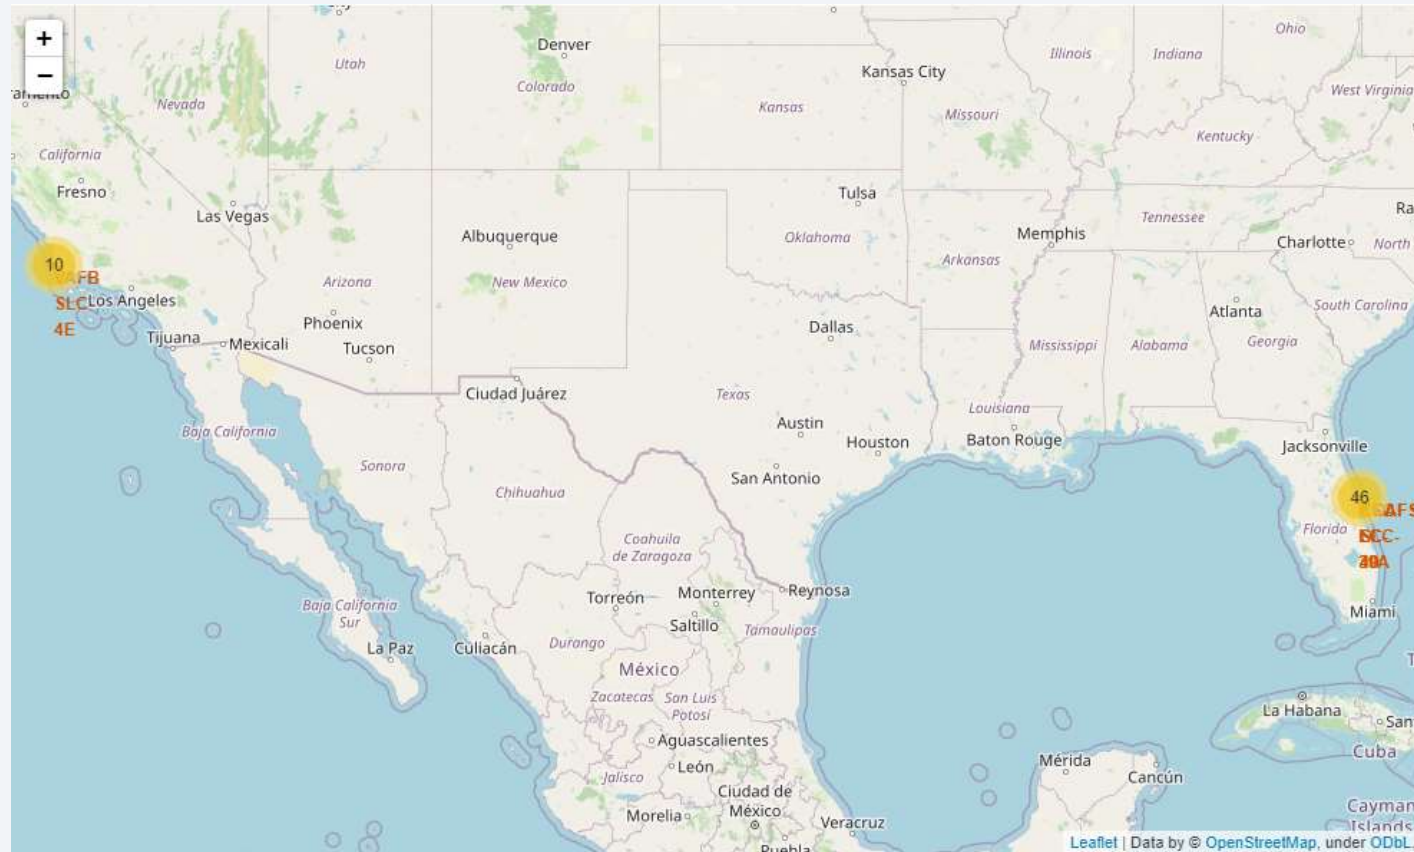 +
−
City
Denver
Utah
Colorado
Kansas City
Illinois
Indiana
Ohio
West Virginia
Nevada
Kansas
Missouri
Kentucky
California
Fresno
Las Vegas
Tulsa
Tennessee
Albuquerque
Oklahoma
Memphis
Charlotte
North
10
Arizona
New Mexico
Arkansas
VAFB
SLC-
4E
Los Angeles
Phoenix
Dallas
Atlanta
South Carolina
Tijuana
Mexicali
Tucson
Mississippi
Alabama
Georgia
Ciudad Juárez
Texas
Louisiana
Baja California
Austin
Houston
Baton Rouge
Jacksonville
Sonora
Chihuahua
San Antonio
46
Florida
Coahuila
de Zaragoza
Torreón
Monterrey
Reynosa
Baja California
Sur
Saltillo
Tamaulipas
Miami
La Paz
Culiacán
Durango
México
Zacatecas
San Luis
Potosí
La Habana
San
Aguascalientes
Cuba
León
Jalisco
Mérida
Cancún
Ciudad de
México
Morelia
Veracruz
Puebla
Cayman
Islands
Leaflet | Data by © OpenStreetMap, under ODbL.